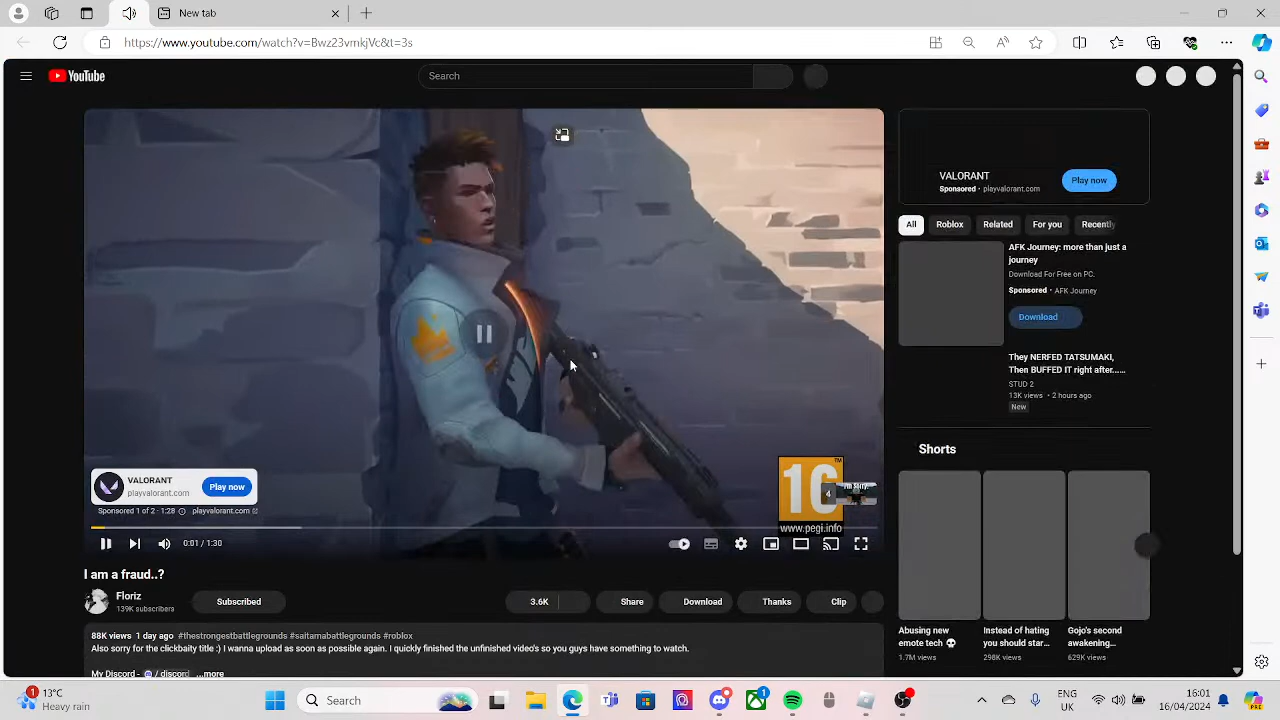 New tab
https://www.youtube.com/watch?v=Bwz23vmkjVc&t=3s
YouTube
Search
VALORANT
Sponsored · playvalorant.com
Play now
All
Roblox
Related
For you
Recently
AFK Journey: more than just a
journey
Download For Free on PC.
Sponsored · AFK Journey
Download
They NERFED TATSUMAKI,
Then BUFFED IT right after......
STUD 2
13K views • 2 hours ago
New
Shorts
Abusing new
emote tech 💀
1.7M views
Instead of hating
you should star...
298K views
Gojo's second
awakening...
629K views
VALORANT
playvalorant.com
Play now
Sponsored 1 of 2 · 1:28
playvalorant.com
16
www.pegi.info
4
0:01 / 1:30
I am a fraud..?
Floriz
139K subscribers
Subscribed
3.6K
Share
Download
Thanks
Clip
88K views 1 day ago #thestrongestbattlegrounds #saitamabattlegrounds #roblox
Also sorry for the clickbaity title :) I wanna upload as soon as possible again. I quickly finished the unfinished video's so you guys have something to watch.
My Discord - / discord ...more
1
13°C
Heavy rain
Search
1
ENG
UK
16:01
16/04/2024